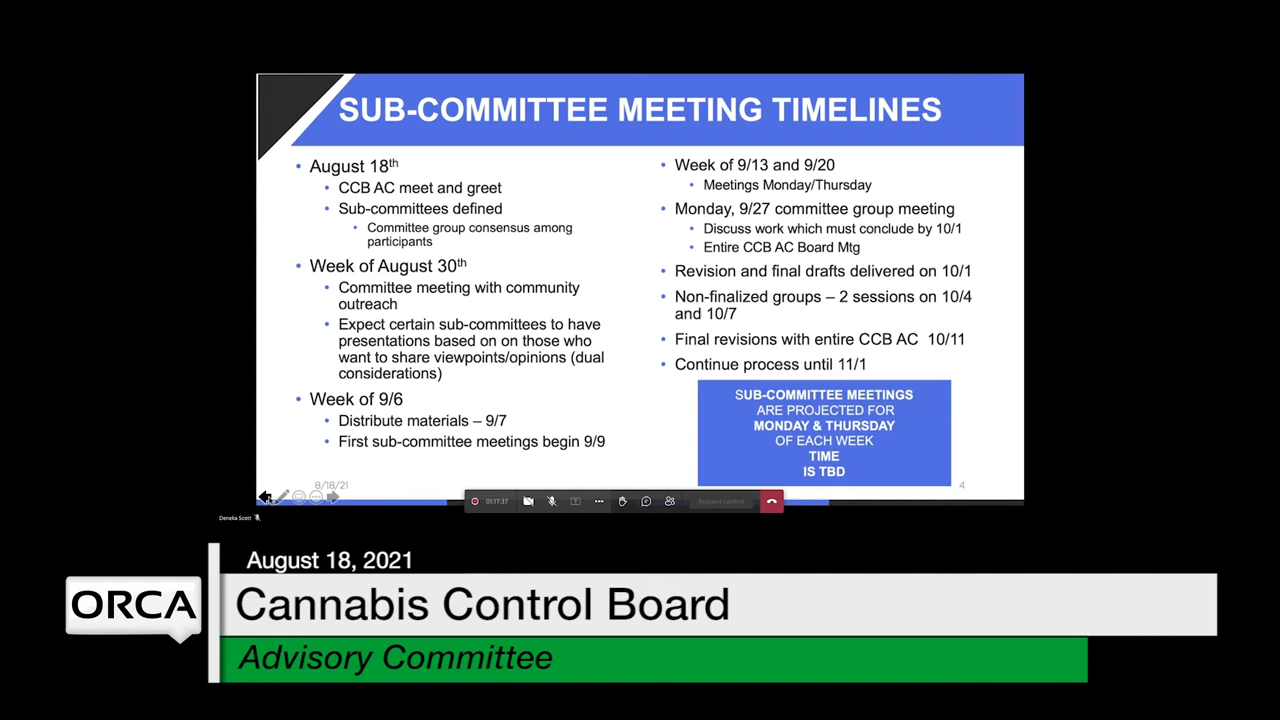 SUB-COMMITTEE MEETING TIMELINES
• August 18th
• CCB AC meet and greet
• Sub-committees defined
• Committee group consensus among
participants
• Week of August 30th
• Committee meeting with community
outreach
• Expect certain sub-committees to have
presentations based on on those who
want to share viewpoints/opinions (dual
considerations)
• Week of 9/6
• Distribute materials – 9/7
• First sub-committee meetings begin 9/9
• Week of 9/13 and 9/20
• Meetings Monday/Thursday
• Monday, 9/27 committee group meeting
• Discuss work which must conclude by 10/1
• Entire CCB AC Board Mtg
• Revision and final drafts delivered on 10/1
• Non-finalized groups – 2 sessions on 10/4
and 10/7
• Final revisions with entire CCB AC 10/11
• Continue process until 11/1
SUB-COMMITTEE MEETINGS
ARE PROJECTED FOR
MONDAY & THURSDAY
OF EACH WEEK
TIME
IS TBD
8/18/21
4
01:17:37
Request control
Deneka Scott
August 18, 2021
ORCA
Cannabis Control Board
Advisory Committee